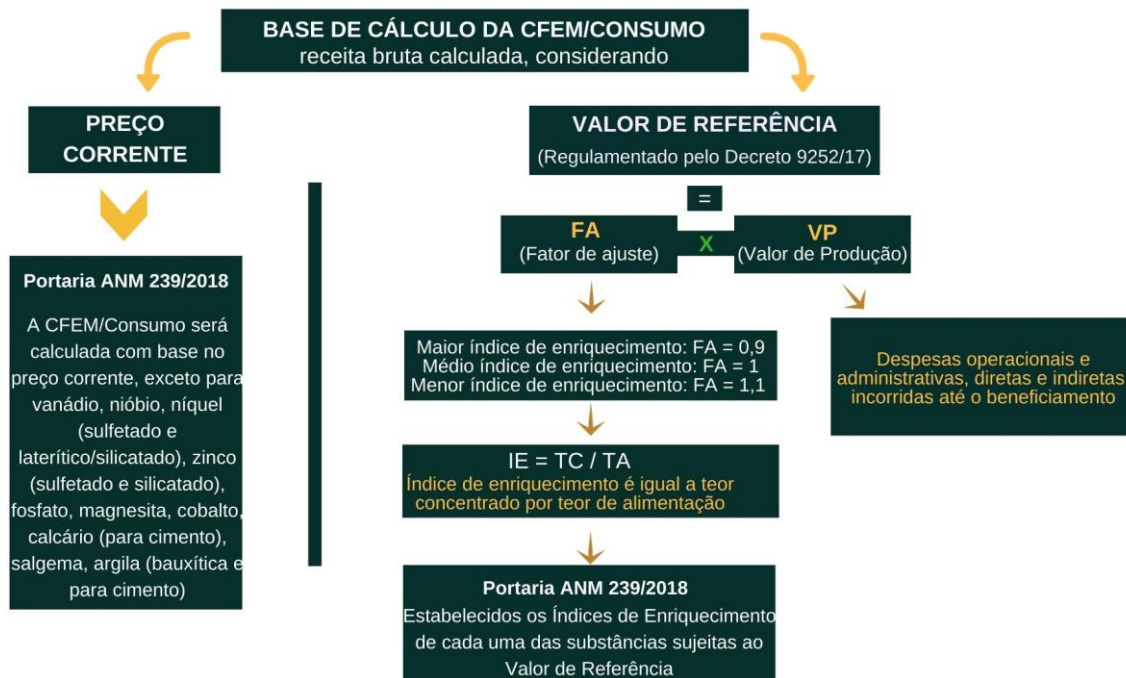 BASE DE CÁLCULO DA CFEM/CONSUMO
receita bruta calculada, considerando
PREÇO
CORRENTE
Portaria ANM 239/2018
A CFEM/Consumo será
calculada com base no
preço corrente, exceto para
vanádio, nióbio, níquel
(sulfetado e
laterítico/silicatado), zinco
(sulfetado e silicatado),
fosfato, magnesita, cobalto,
calcário (para cimento),
salgema, argila (bauxítica e
para cimento)
VALOR DE REFERÊNCIA
(Regulamentado pelo Decreto 9252/17)
=
FA
(Fator de ajuste)
X
VP
(Valor de Produção)
Maior índice de enriquecimento: FA = 0,9
Médio índice de enriquecimento: FA = 1
Menor índice de enriquecimento: FA = 1,1
Despesas operacionais e
administrativas, diretas e indiretas
incorridas até o beneficiamento
IE = TC / TA
Índice de enriquecimento é igual a teor
concentrado por teor de alimentação
Portaria ANM 239/2018
Estabelecidos os Índices de Enriquecimento
de cada uma das substâncias sujeitas ao
Valor de Referência